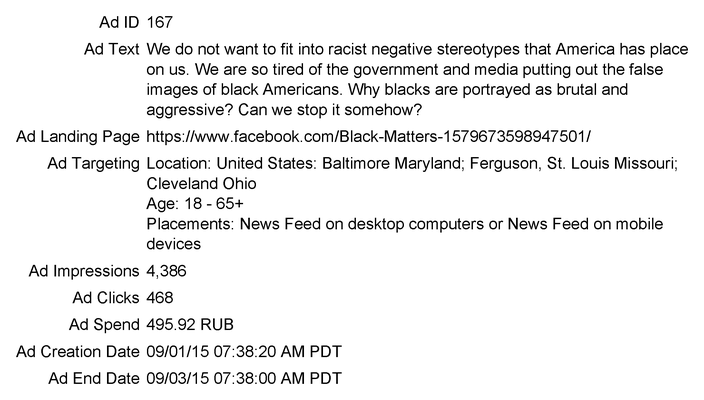 Ad ID 167
Ad Text We do not want to fit into racist negative stereotypes that America has place
on us. We are so tired of the government and media putting out the false
images of black Americans. Why blacks are portrayed as brutal and
aggressive? Can we stop it somehow?
Ad Landing Page https://www.facebook.com/Black-Matters-1579673598947501/
Ad Targeting Location: United States: Baltimore Maryland; Ferguson, St. Louis Missouri;
Cleveland Ohio
Age: 18 - 65+
Placements: News Feed on desktop computers or News Feed on mobile
devices
Ad Impressions 4,386
Ad Clicks 468
Ad Spend 495.92 RUB
Ad Creation Date 09/01/15 07:38:20 AM PDT
Ad End Date 09/03/15 07:38:00 AM PDT